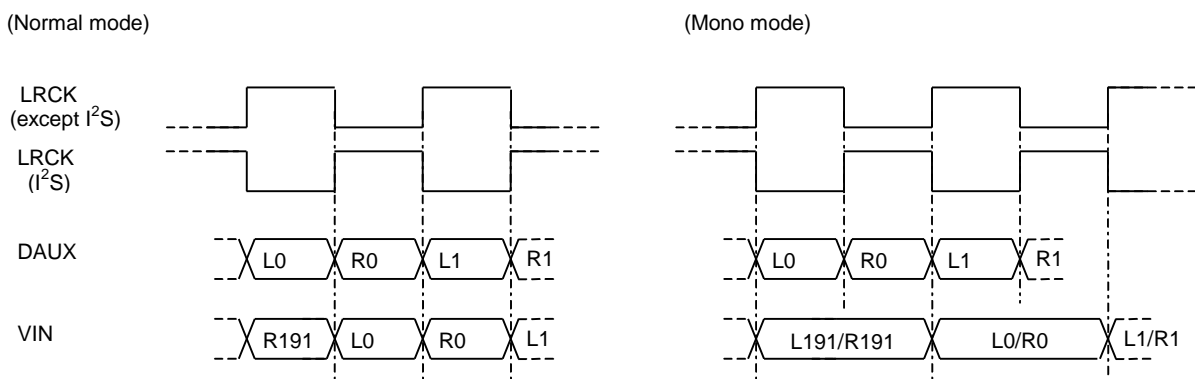 (Normal mode)
(Mono mode)
LRCK
(except I²S)
LRCK
(I²S)
DAUX
L0 R0 L1 R1
L0 R0 L1 R1
VIN
R191 L0 R0 L1
L191/R191 L0/R0 L1/R1